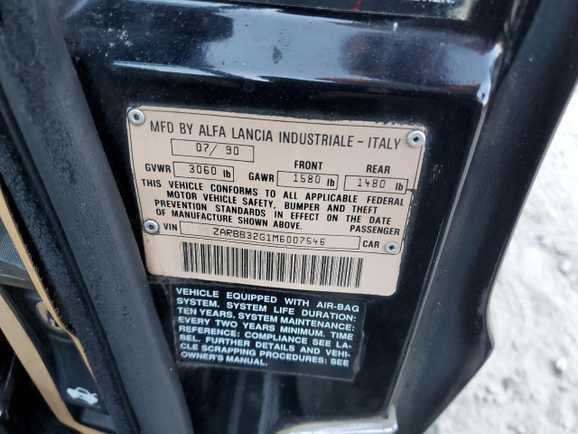 MFD BY ALFA LANCIA INDUSTRIALE - ITALY
07/ 90 FRONT REAR
GVWR 3060 lb GAWR 1580 lb 1480 lb
THIS VEHICLE CONFORMS TO ALL APPLICABLE FEDERAL
MOTOR VEHICLE SAFETY, BUMPER AND THEFT
PREVENTION STANDARDS IN EFFECT ON THE DATE
OF MANUFACTURE SHOWN ABOVE. PASSENGER
VIN ZARBB32G1M6007546 CAR
VEHICLE EQUIPPED WITH AIR-BAG
SYSTEM. SYSTEM LIFE DURATION:
TEN YEARS. SYSTEM MAINTENANCE:
EVERY TWO YEARS MINIMUM. TIME
REFERENCE: COMPLIANCE SEE LA-
BEL. FURTHER DETAILS AND VEHI-
CLE SCRAPPING PROCEDURES: SEE
OWNER'S MANUAL.